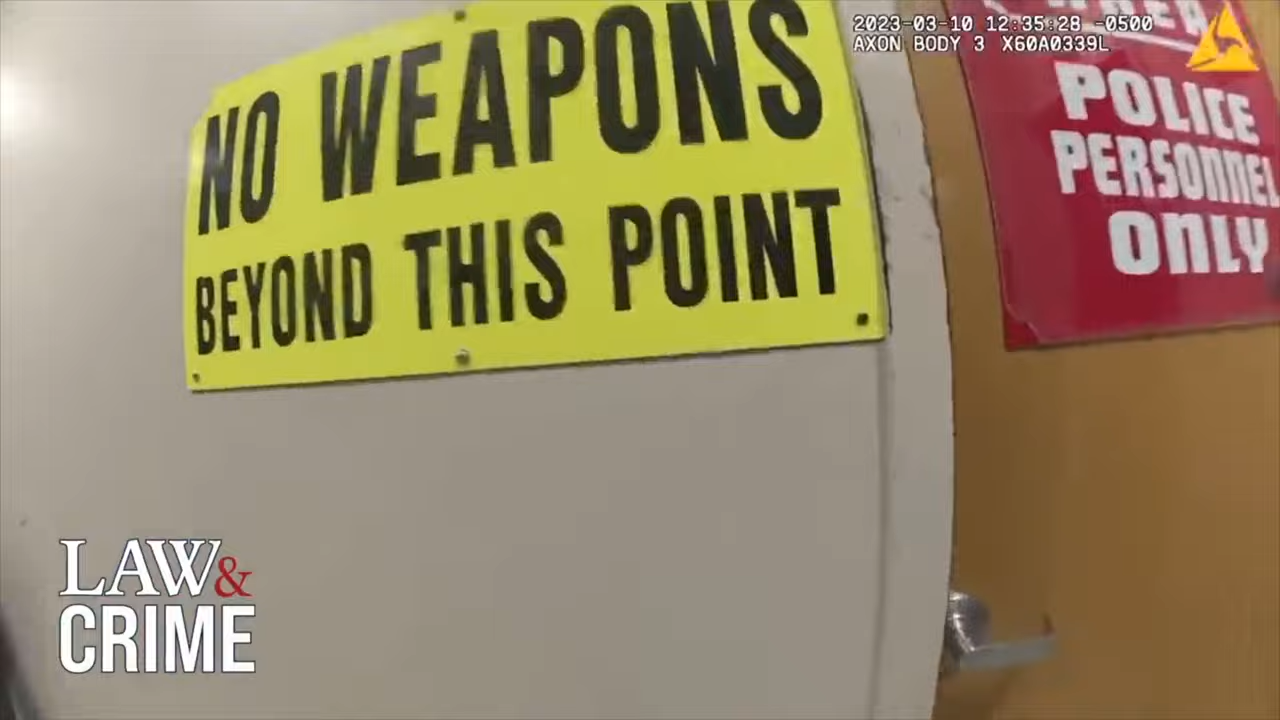 NO WEAPONS
BEYOND THIS POINT
2023-03-10 12:35:28 -0500
AXON BODY 3 X60A0339L
AREA
POLICE
PERSONNEL
ONLY
LAW&
CRIME